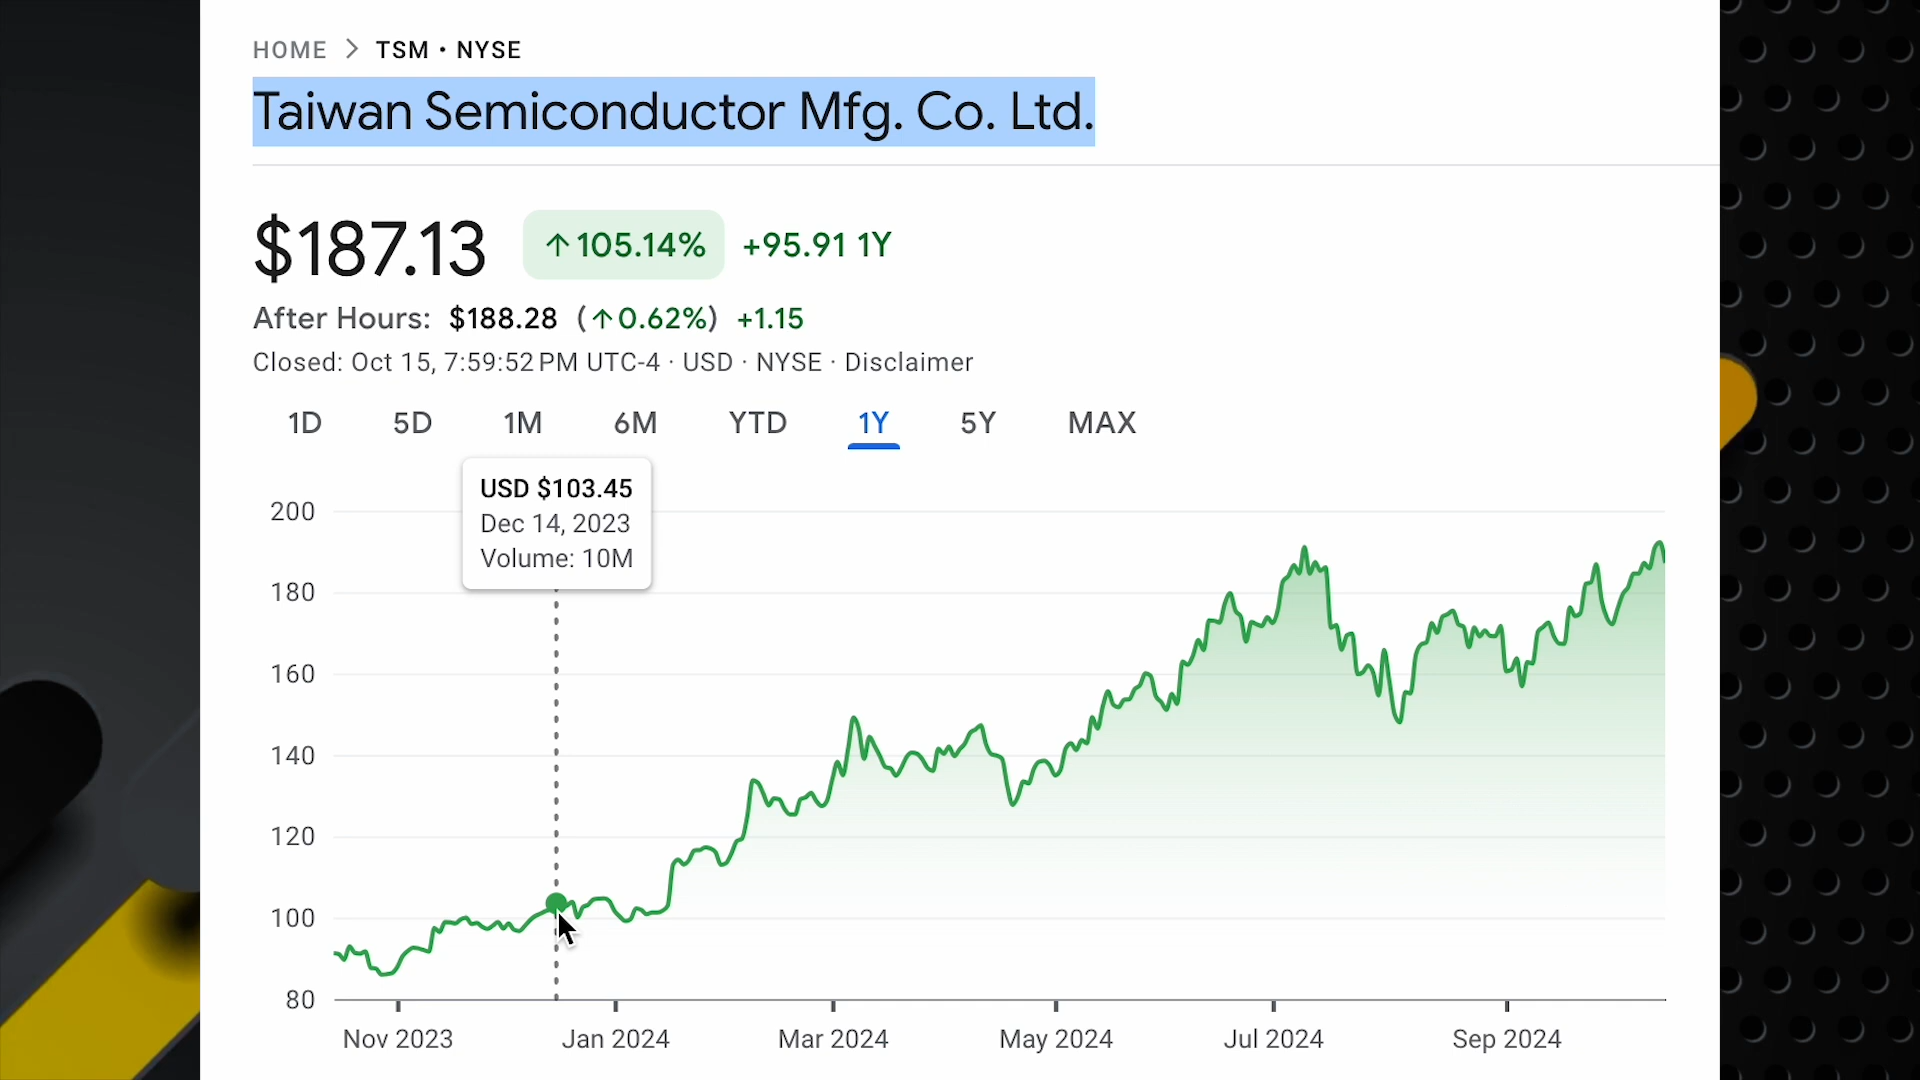 HOME > TSM • NYSE
Taiwan Semiconductor Mfg. Co. Ltd.
$187.13 ↑105.14% +95.91 1Y
After Hours: $188.28 (↑0.62%) +1.15
Closed: Oct 15, 7:59:52 PM UTC-4 · USD · NYSE · Disclaimer
1D 5D 1M 6M YTD 1Y 5Y MAX
USD $103.45
Dec 14, 2023
Volume: 10M
200
180
160
140
120
100
80
Nov 2023 Jan 2024 Mar 2024 May 2024 Jul 2024 Sep 2024